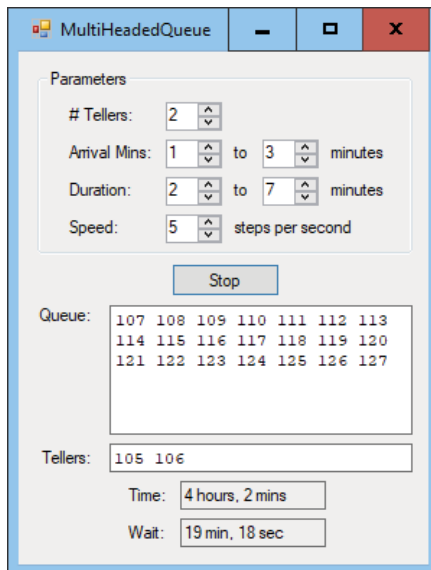 MultiHeadedQueue
Parameters
# Tellers: 2
Arrival Mins: 1 to 3 minutes
Duration: 2 to 7 minutes
Speed: 5 steps per second
Stop
Queue: 107 108 109 110 111 112 113
114 115 116 117 118 119 120
121 122 123 124 125 126 127
Tellers: 105 106
Time: 4 hours, 2 mins
Wait: 19 min, 18 sec